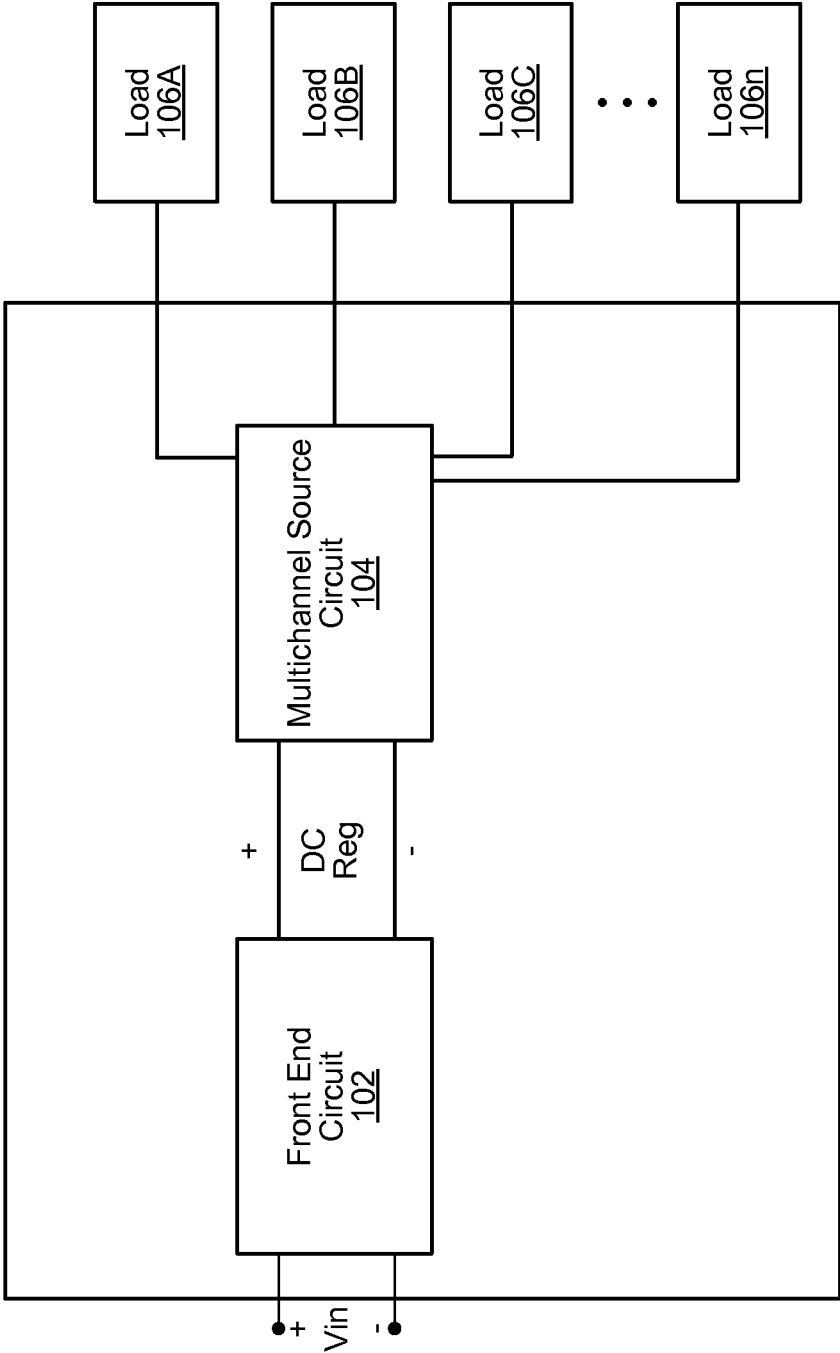 +
Vin
-
Front End
Circuit
102
+
DC
Reg
-
Multichannel Source
Circuit
104
Load
106A
Load
106B
Load
106C
• • •
Load
106n